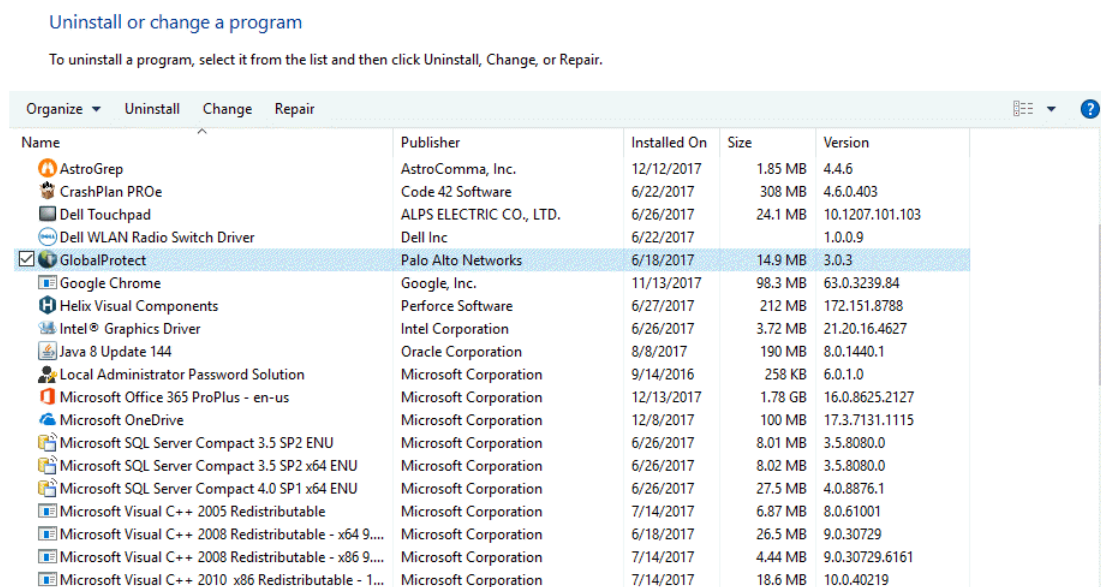 Uninstall or change a program
To uninstall a program, select it from the list and then click Uninstall, Change, or Repair.
Organize Uninstall Change Repair
Name Publisher Installed On Size Version
AstroGrep AstroComma, Inc. 12/12/2017 1.85 MB 4.4.6
CrashPlan PROe Code 42 Software 6/22/2017 308 MB 4.6.0.403
Dell Touchpad ALPS ELECTRIC CO., LTD. 6/26/2017 24.1 MB 10.1207.101.103
Dell WLAN Radio Switch Driver Dell Inc 6/22/2017 1.0.0.9
GlobalProtect Palo Alto Networks 6/18/2017 14.9 MB 3.0.3
Google Chrome Google, Inc. 11/13/2017 98.3 MB 63.0.3239.84
Helix Visual Components Perforce Software 6/27/2017 212 MB 172.151.8788
Intel® Graphics Driver Intel Corporation 6/26/2017 3.72 MB 21.20.16.4627
Java 8 Update 144 Oracle Corporation 8/8/2017 190 MB 8.0.1440.1
Local Administrator Password Solution Microsoft Corporation 9/14/2016 258 KB 6.0.1.0
Microsoft Office 365 ProPlus - en-us Microsoft Corporation 12/13/2017 1.78 GB 16.0.8625.2127
Microsoft OneDrive Microsoft Corporation 12/8/2017 100 MB 17.3.7131.1115
Microsoft SQL Server Compact 3.5 SP2 ENU Microsoft Corporation 6/26/2017 8.01 MB 3.5.8080.0
Microsoft SQL Server Compact 3.5 SP2 x64 ENU Microsoft Corporation 6/26/2017 8.02 MB 3.5.8080.0
Microsoft SQL Server Compact 4.0 SP1 x64 ENU Microsoft Corporation 6/26/2017 27.5 MB 4.0.8876.1
Microsoft Visual C++ 2005 Redistributable Microsoft Corporation 7/14/2017 6.87 MB 8.0.61001
Microsoft Visual C++ 2008 Redistributable - x64 9.... Microsoft Corporation 6/18/2017 26.5 MB 9.0.30729
Microsoft Visual C++ 2008 Redistributable - x86 9.... Microsoft Corporation 7/14/2017 4.44 MB 9.0.30729.6161
Microsoft Visual C++ 2010 x86 Redistributable - 1... Microsoft Corporation 7/14/2017 18.6 MB 10.0.40219